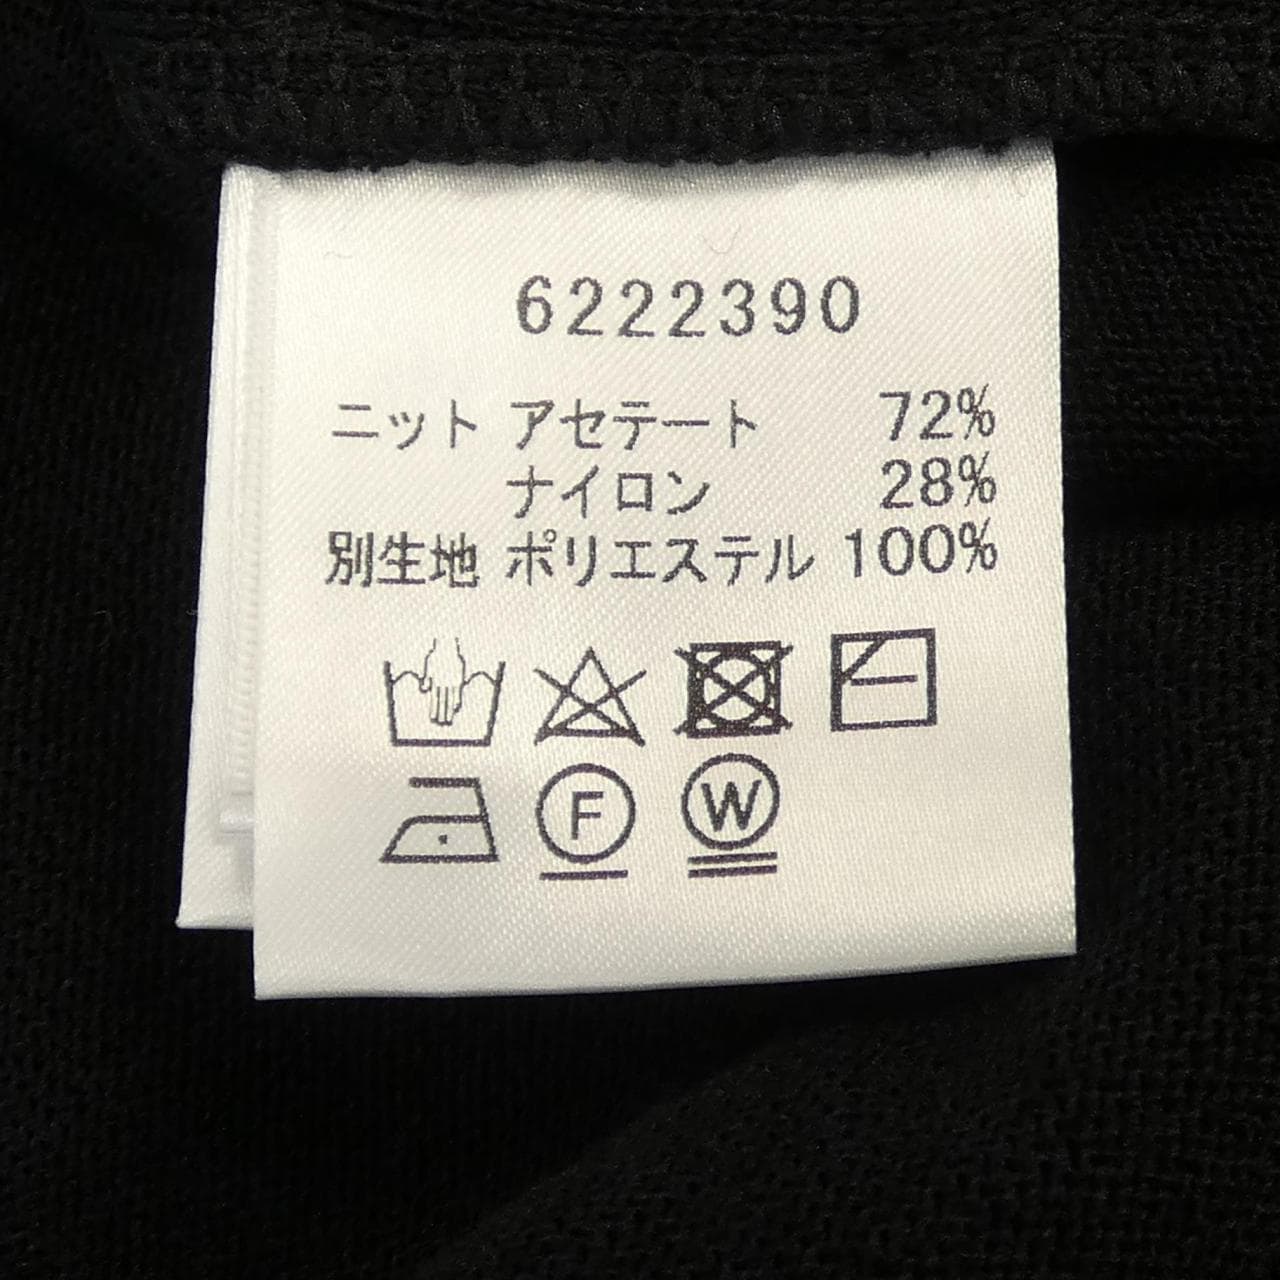 6222390
ニット アセテート 72%
ナイロン 28%
別生地 ポリエステル 100%
F W